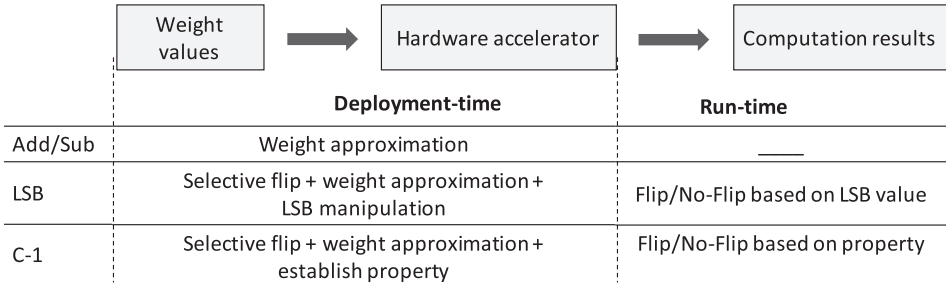 Weight
values
Hardware accelerator
Computation results
Deployment-time
Run-time
Add/Sub
Weight approximation
LSB
Selective flip + weight approximation +
LSB manipulation
Flip/No-Flip based on LSB value
C-1
Selective flip + weight approximation +
establish property
Flip/No-Flip based on property